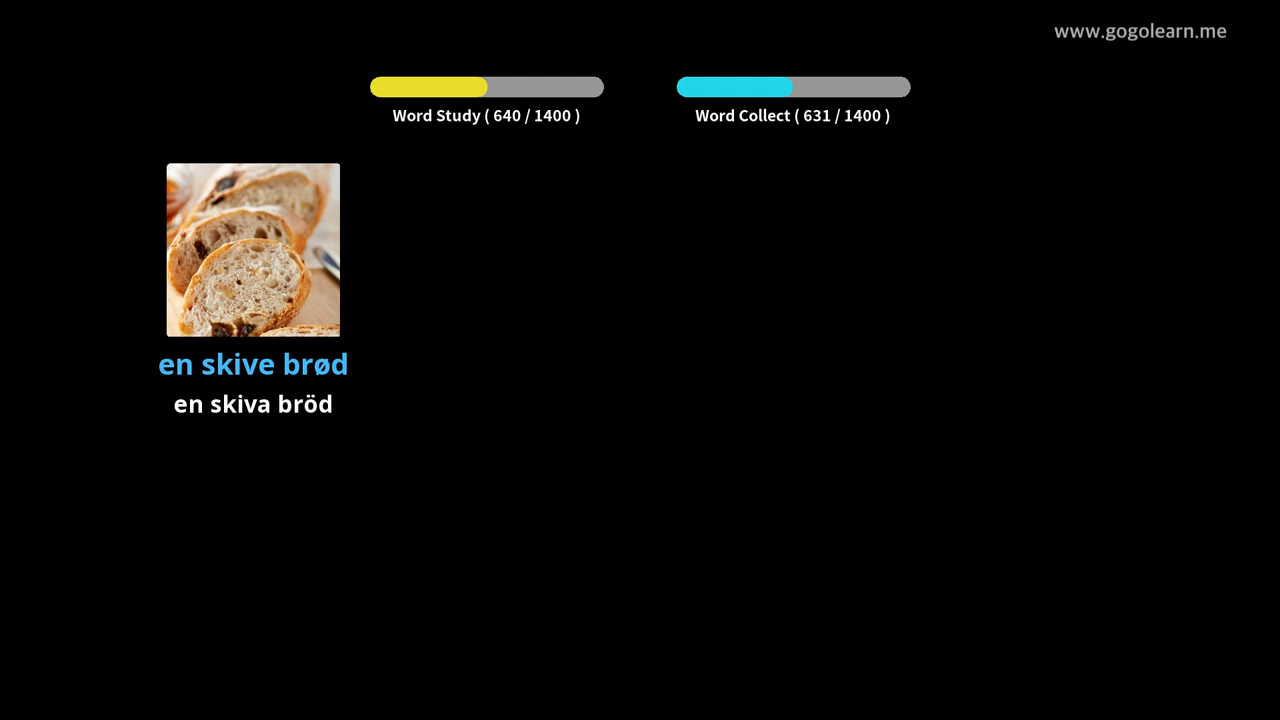 www.gogolearn.me
Word Study ( 640 / 1400 )
Word Collect ( 631 / 1400 )
en skive brød
en skiva bröd